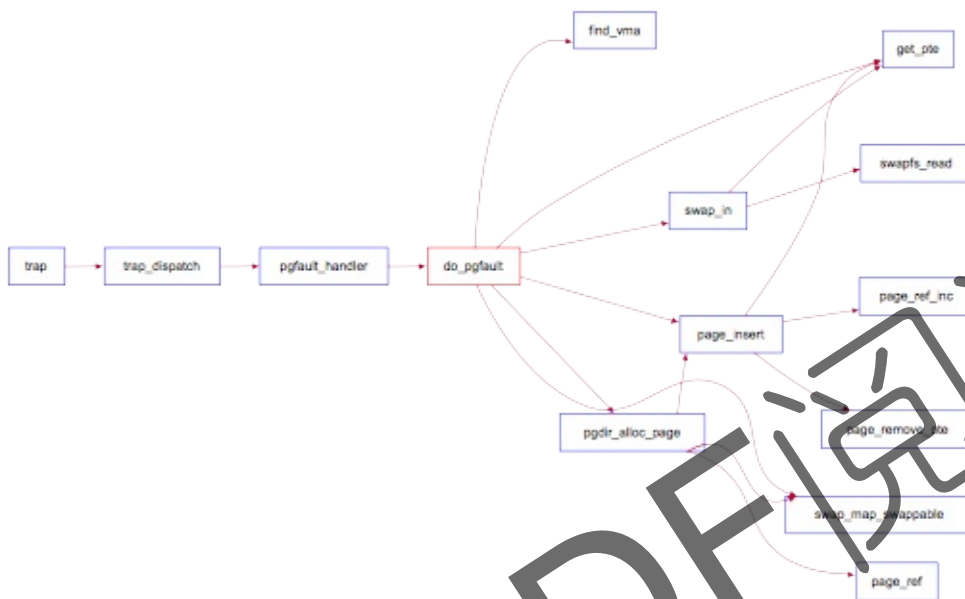 find_vma
get_pte
swapfs_read
swap_in
trap
trap_dispatch
pgfault_handler
do_pgfault
page_ref_inc
page_insert
pgdir_alloc_page
page_remove_pte
swap_map_swappable
page_ref
DF阅